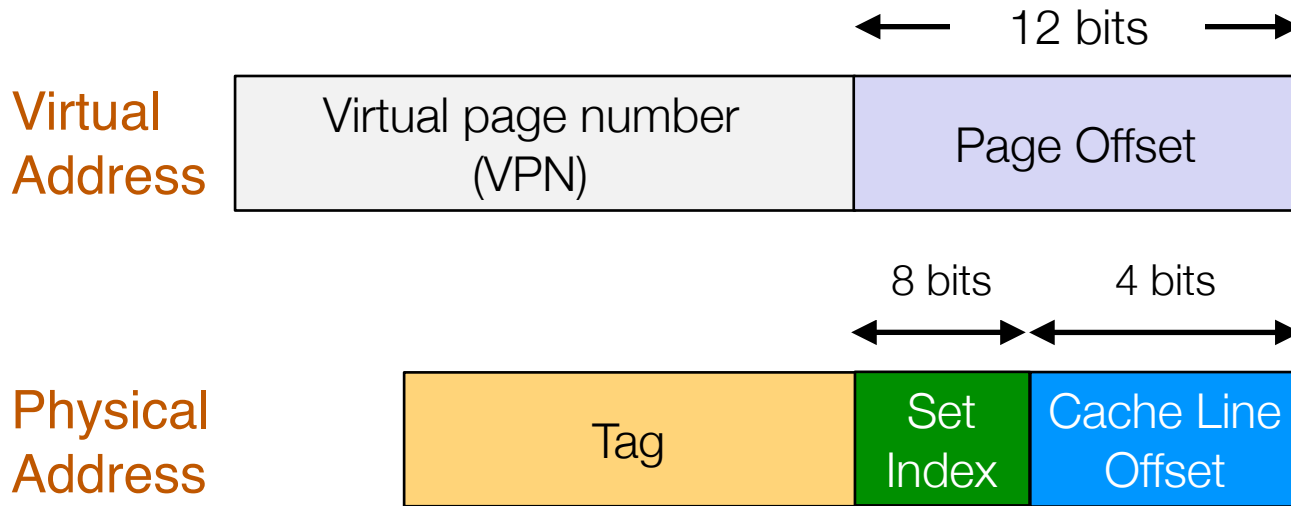 12 bits
Virtual
Address
Virtual page number
(VPN)
Page Offset
8 bits
4 bits
Physical
Address
Tag
Set
Index
Cache Line
Offset